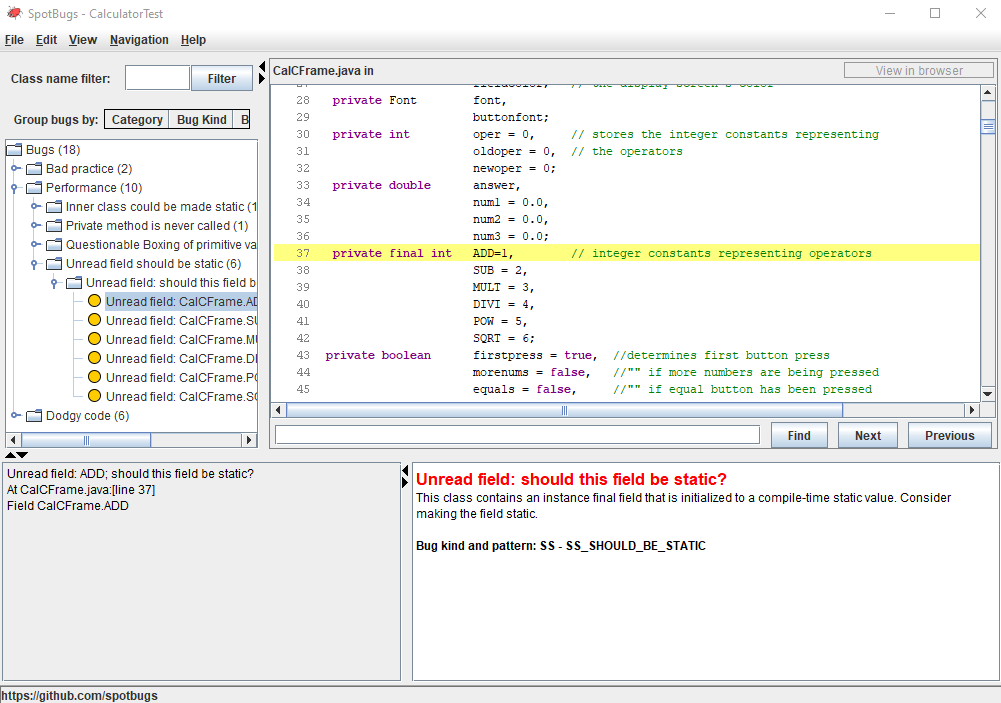 SpotBugs - CalculatorTest
File Edit View Navigation Help
Class name filter: Filter
Group bugs by: Category Bug Kind B
Bugs (18)
Bad practice (2)
Performance (10)
Inner class could be made static (1
Private method is never called (1)
Questionable Boxing of primitive va
Unread field should be static (6)
Unread field: should this field b
Unread field: CalCFrame.AD
Unread field: CalCFrame.SU
Unread field: CalCFrame.MU
Unread field: CalCFrame.DI
Unread field: CalCFrame.PO
Unread field: CalCFrame.SQ
Dodgy code (6)
CalCFrame.java in View in browser
28 private Font font,
29 buttonfont;
30 private int oper = 0, // stores the integer constants representing
31 oldoper = 0, // the operators
32 newoper = 0;
33 private double answer,
34 num1 = 0.0,
35 num2 = 0.0,
36 num3 = 0.0;
37 private final int ADD=1, // integer constants representing operators
38 SUB = 2,
39 MULT = 3,
40 DIVI = 4,
41 POW = 5,
42 SQRT = 6;
43 private boolean firstpress = true, //determines first button press
44 morenums = false, //"" if more numbers are being pressed
45 equals = false, //"" if equal button has been pressed
Find Next Previous
Unread field: ADD; should this field be static?
At CalCFrame.java:[line 37]
Field CalCFrame.ADD
Unread field: should this field be static?
This class contains an instance final field that is initialized to a compile-time static value. Consider
making the field static.
Bug kind and pattern: SS - SS_SHOULD_BE_STATIC
https://github.com/spotbugs